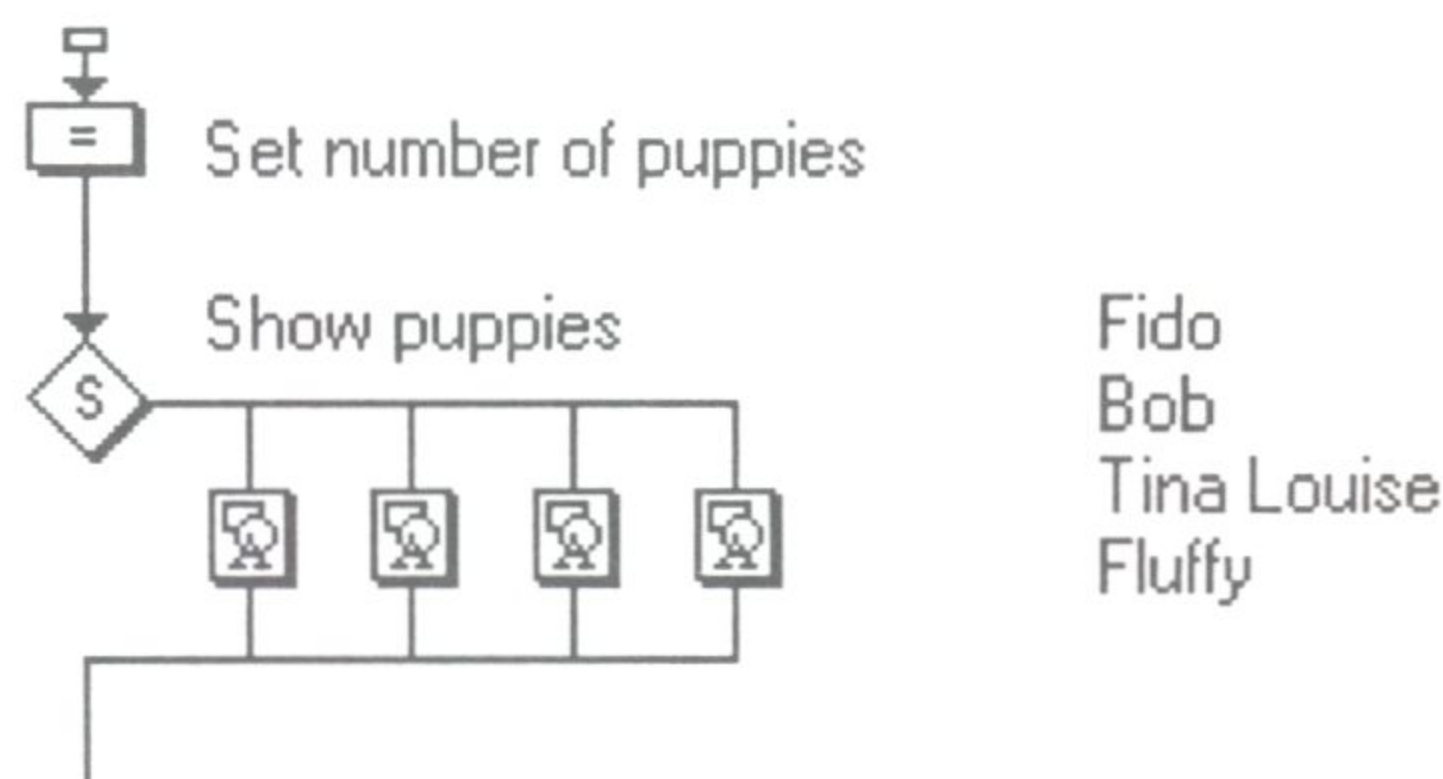 =
Set number of puppies
Show puppies
S
A A A A
Fido
Bob
Tina Louise
Fluffy